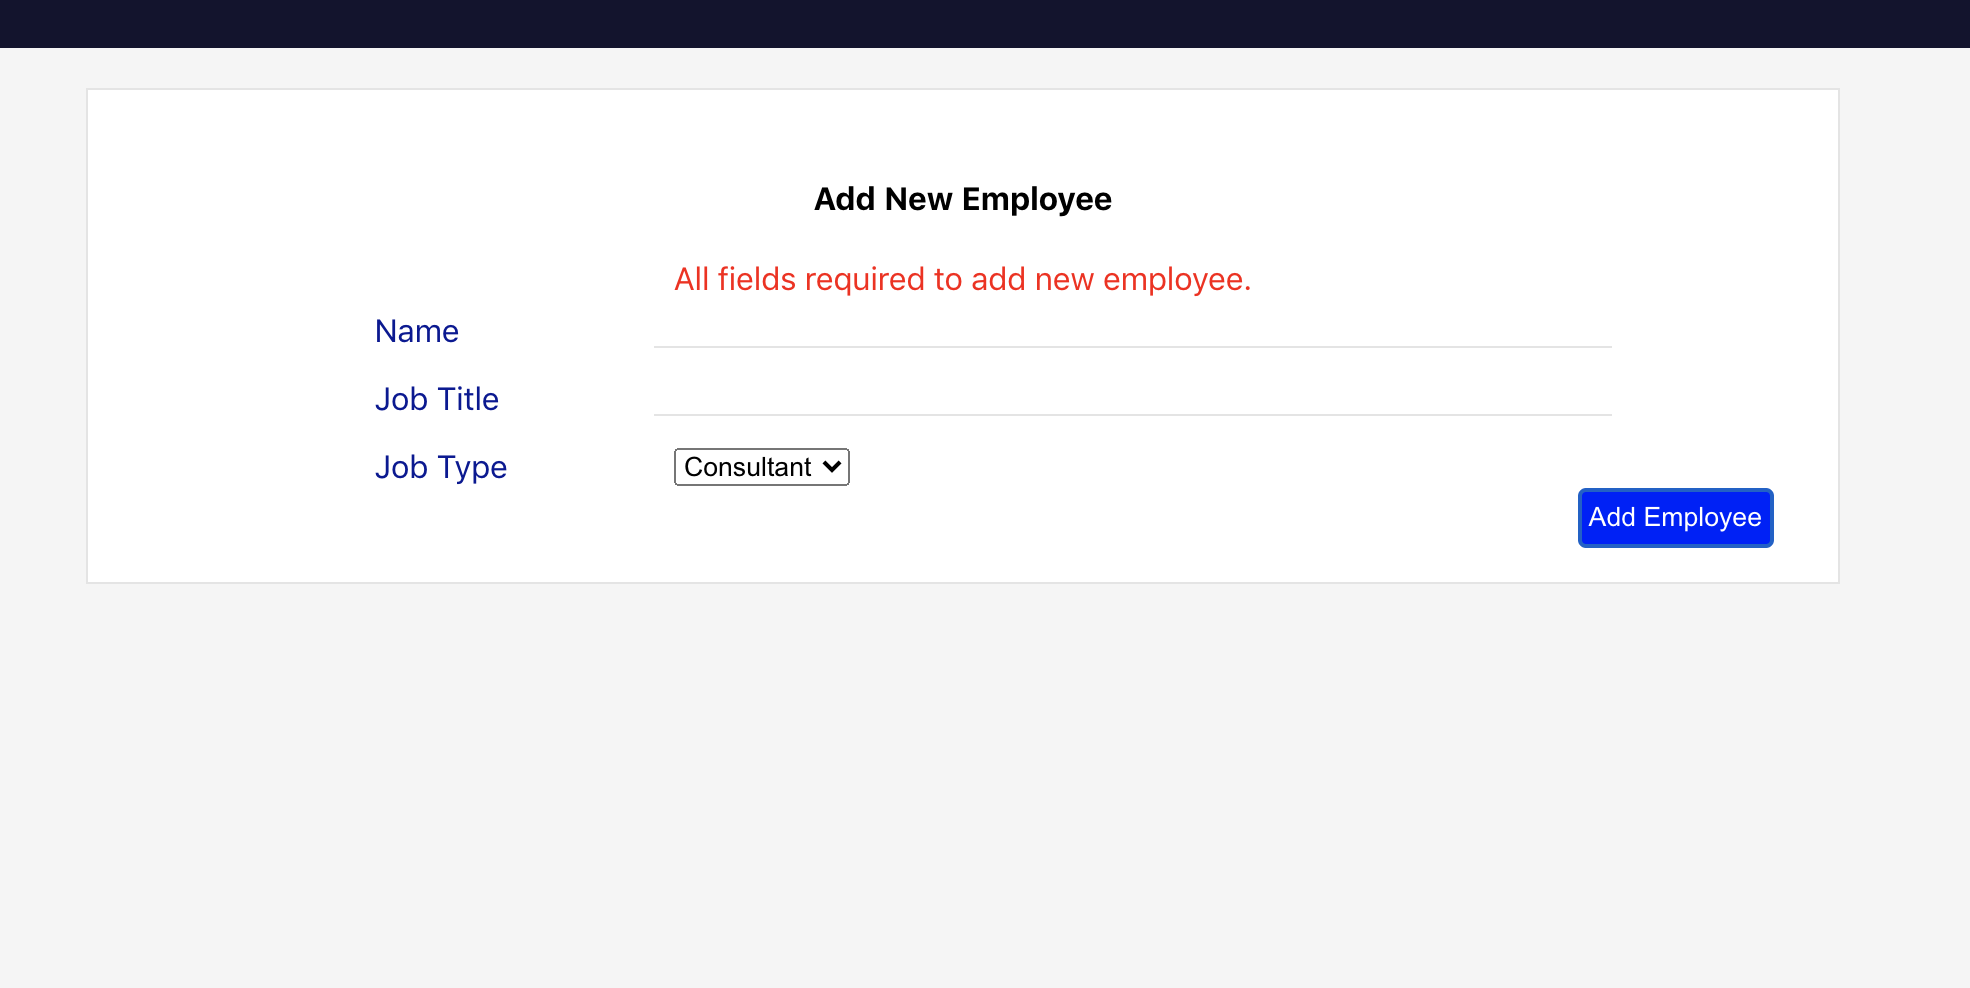 Add New Employee
All fields required to add new employee.
Name
Job Title
Job Type
Consultant
Add Employee